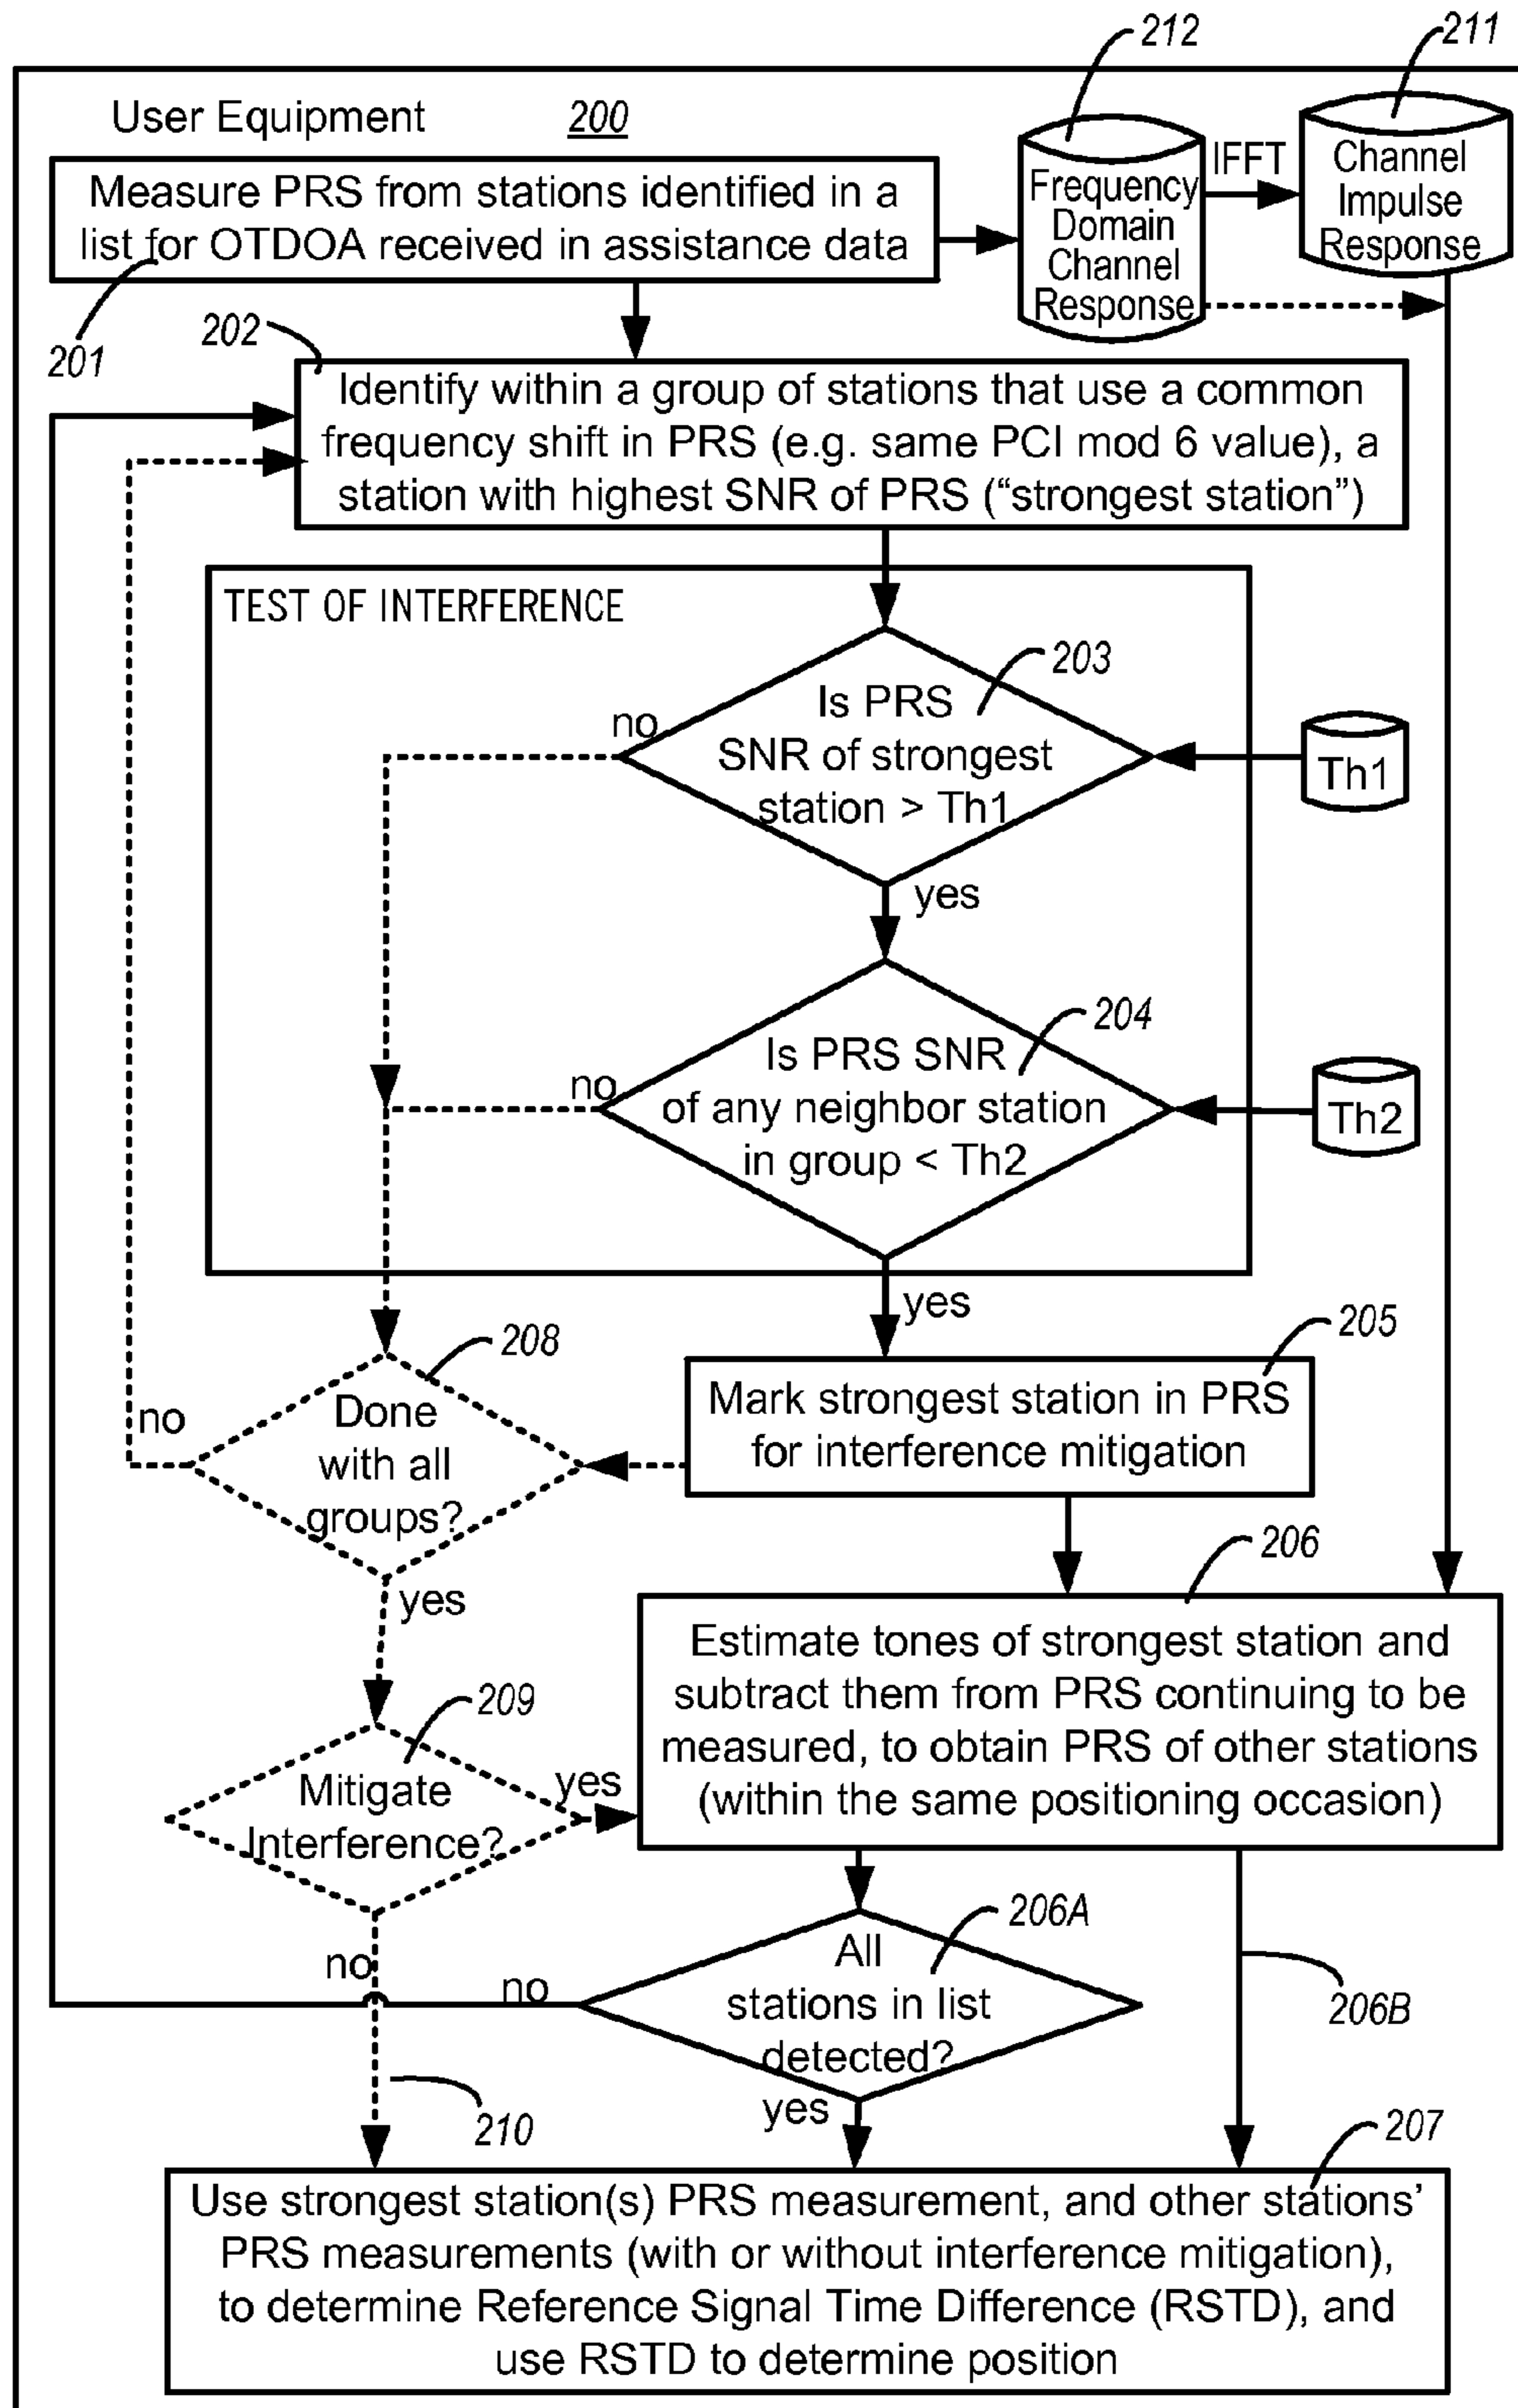 212
211
User Equipment 200
Measure PRS from stations identified in a
list for OTDOA received in assistance data
Frequency
Domain
Channel
Response
IFFT
Channel
Impulse
Response
201
202
Identify within a group of stations that use a common
frequency shift in PRS (e.g. same PCI mod 6 value), a
station with highest SNR of PRS (“strongest station”)
TEST OF INTERFERENCE
203
Is PRS
SNR of strongest
station > Th1
no
Th1
yes
204
Is PRS SNR
of any neighbor station
in group < Th2
no
Th2
yes
205
Mark strongest station in PRS
for interference mitigation
208
Done
with all
groups?
no
yes
206
Estimate tones of strongest station and
subtract them from PRS continuing to be
measured, to obtain PRS of other stations
(within the same positioning occasion)
209
Mitigate
Interference?
yes
no
206A
All
stations in list
detected?
no
yes
206B
210
207
Use strongest station(s) PRS measurement, and other stations’
PRS measurements (with or without interference mitigation),
to determine Reference Signal Time Difference (RSTD), and
use RSTD to determine position